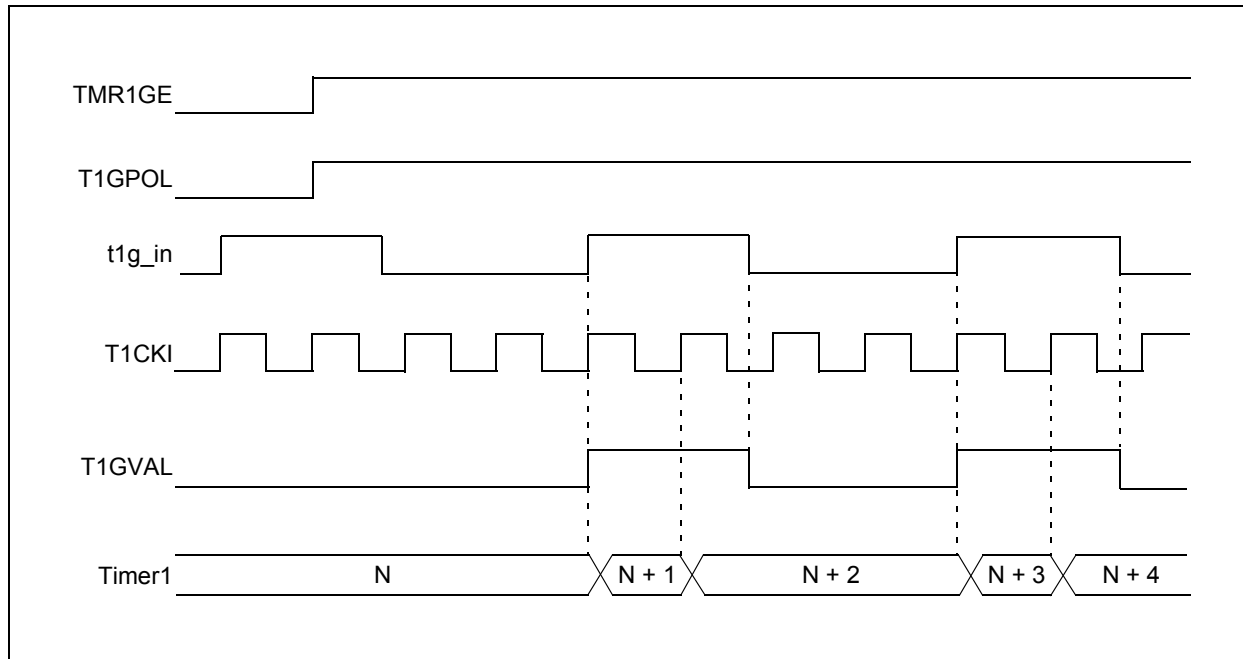 TMR1GE
T1GPOL
t1g_in
T1CKI
T1GVAL
Timer1 N N + 1 N + 2 N + 3 N + 4